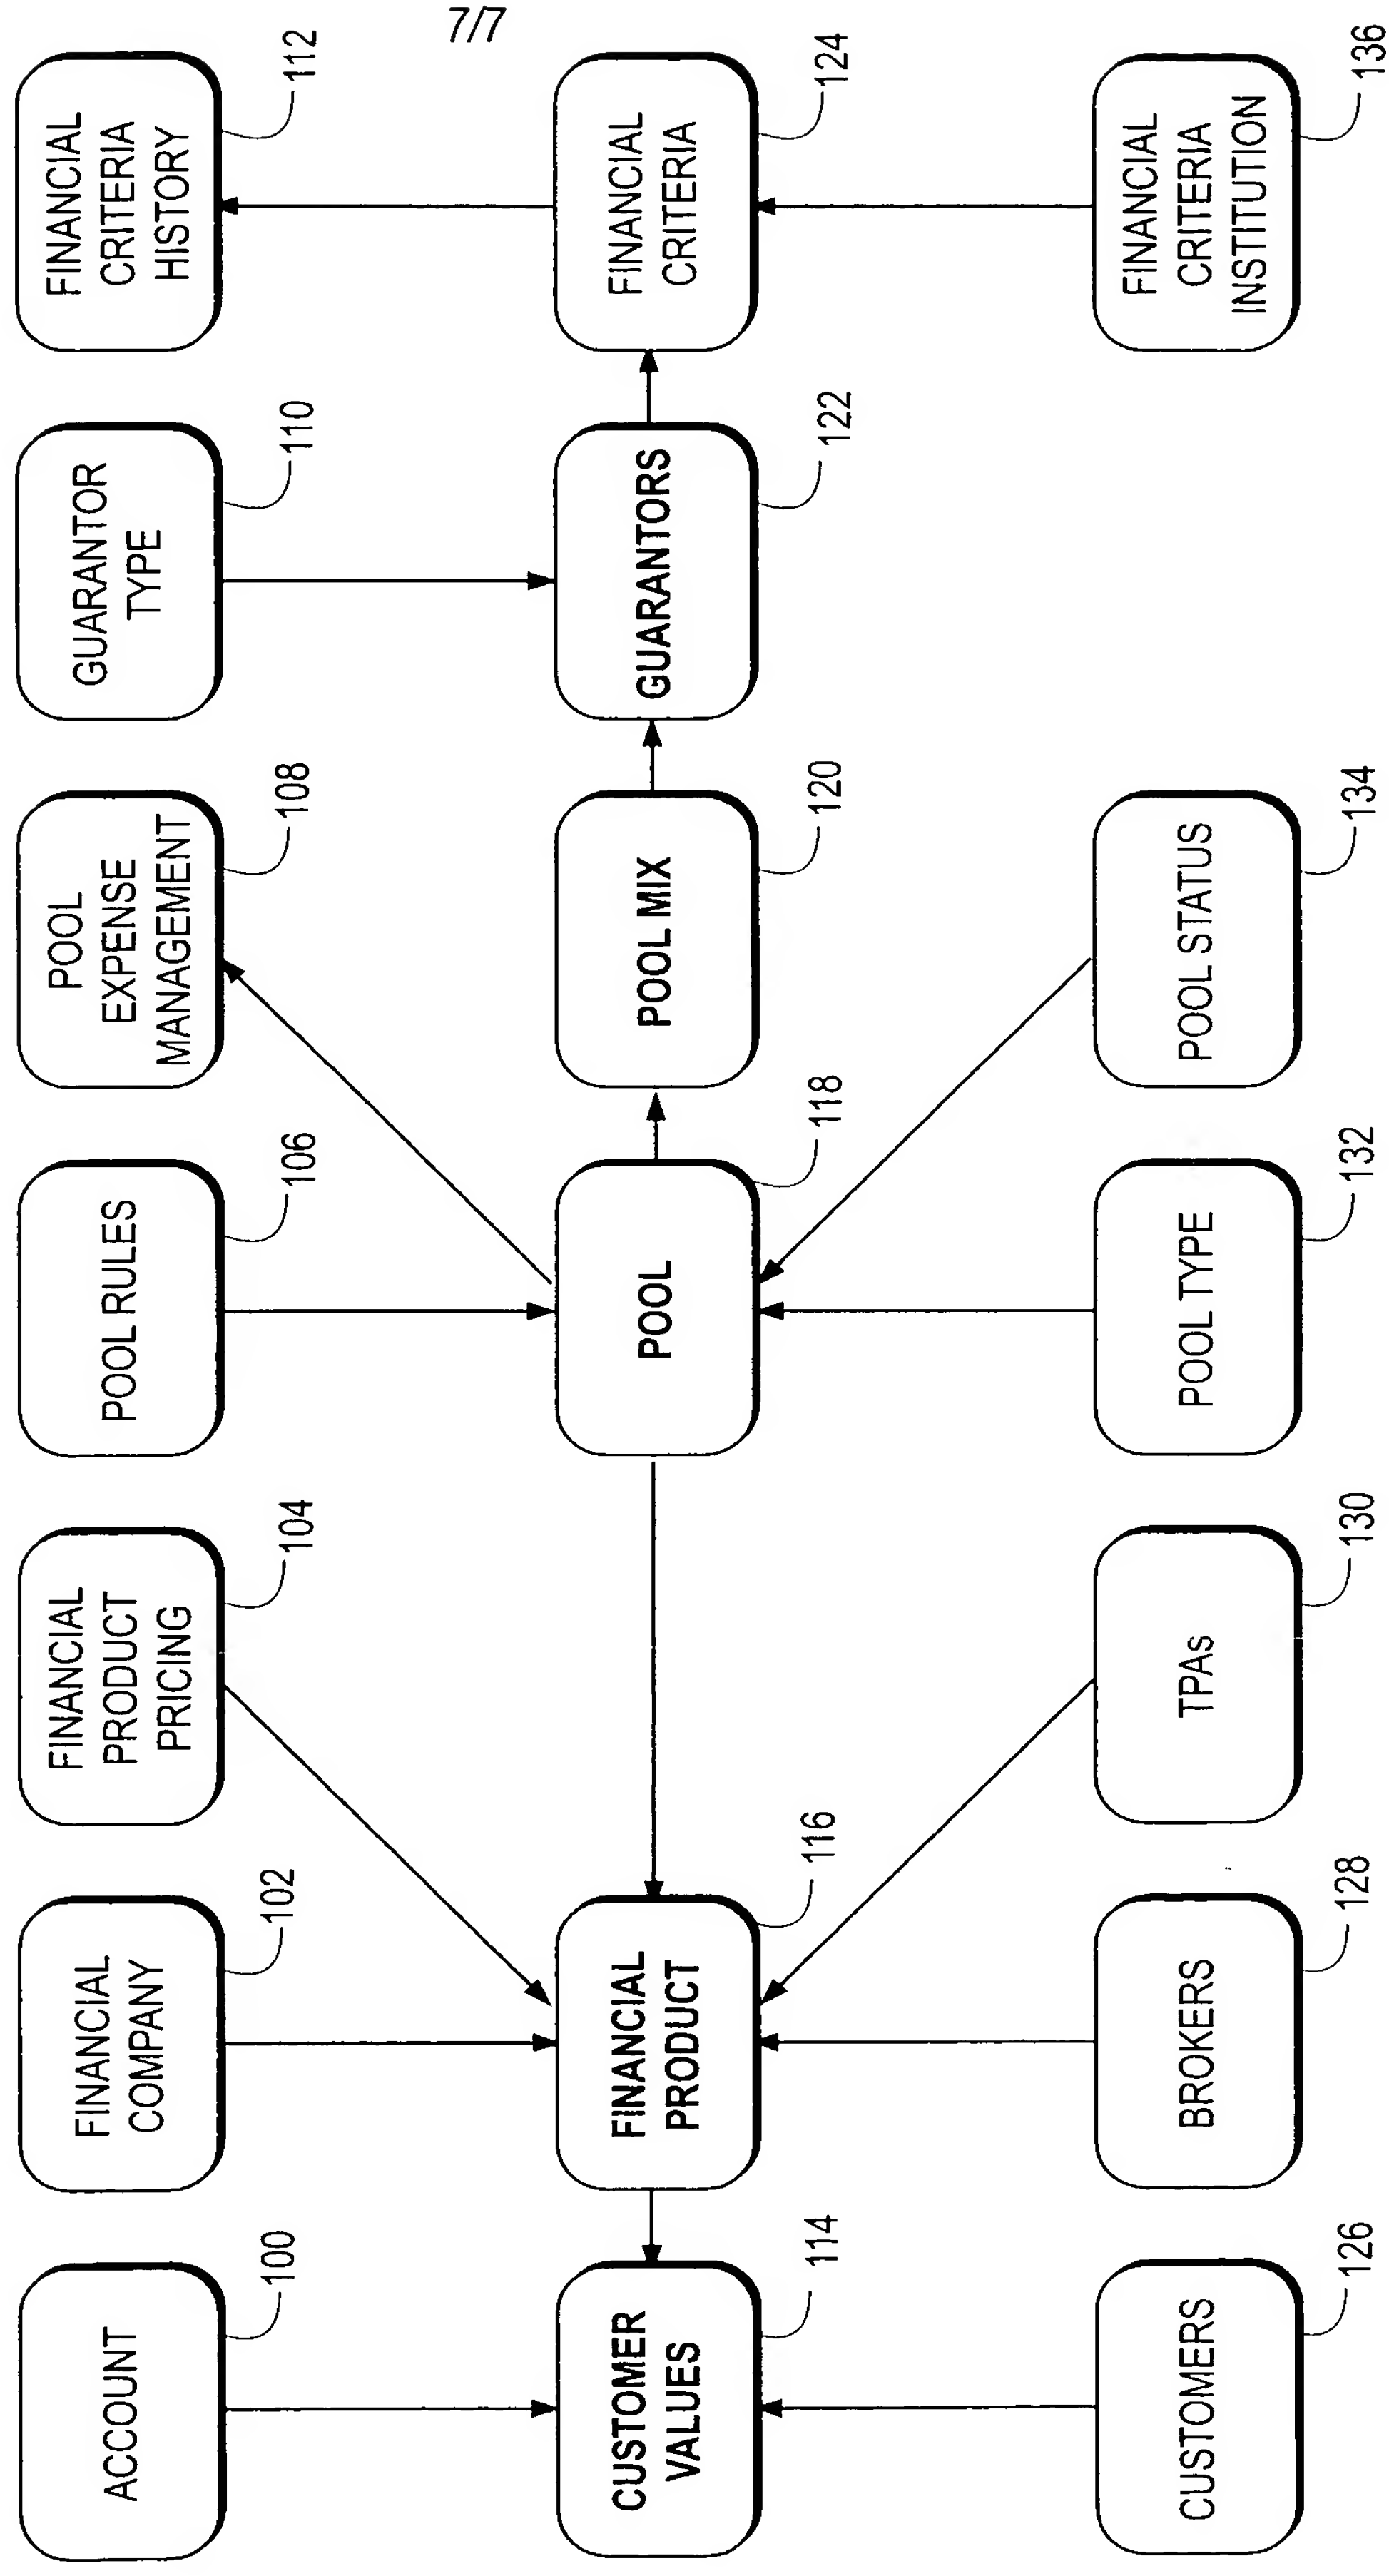 7/7
ACCOUNT
100
FINANCIAL
COMPANY
102
FINANCIAL
PRODUCT
PRICING
104
POOL RULES
106
POOL
EXPENSE
MANAGEMENT
108
GUARANTOR
TYPE
110
FINANCIAL
CRITERIA
HISTORY
112
CUSTOMER
VALUES
114
FINANCIAL
PRODUCT
116
POOL
118
POOL MIX
120
GUARANTORS
122
FINANCIAL
CRITERIA
124
CUSTOMERS
126
BROKERS
128
TPAs
130
POOL TYPE
132
POOL STATUS
134
FINANCIAL
CRITERIA
INSTITUTION
136